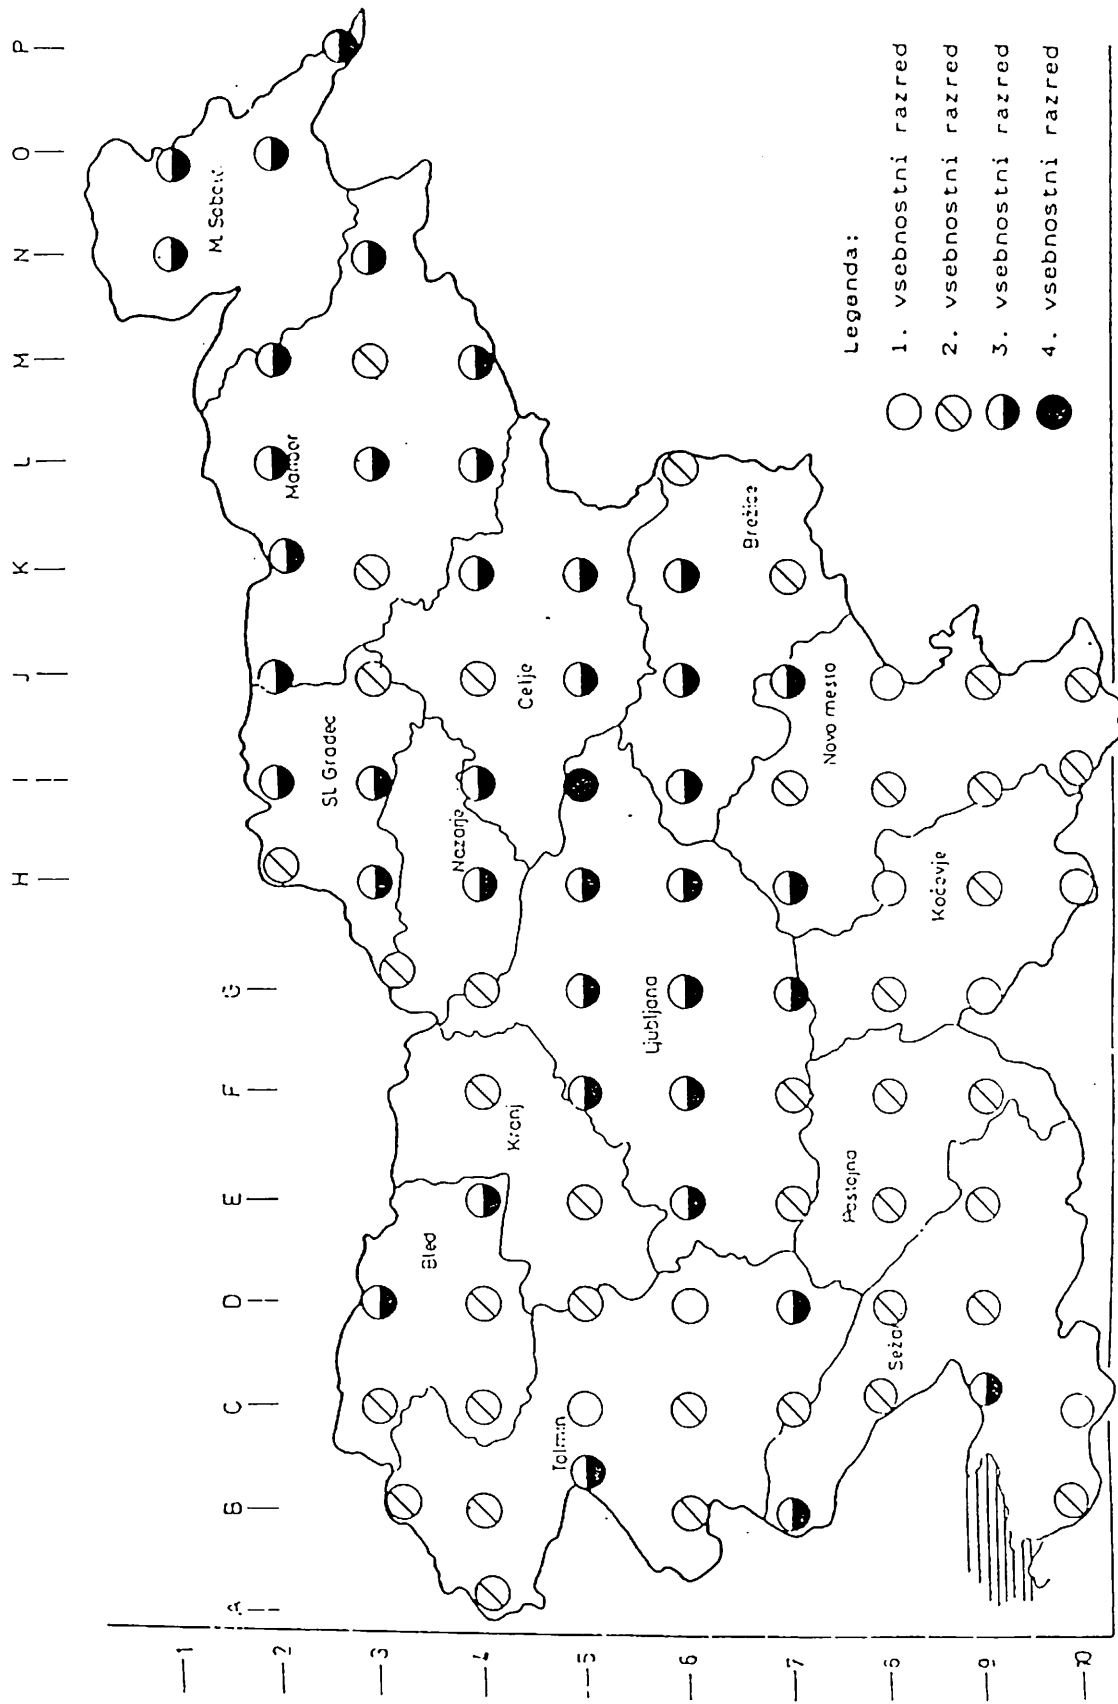 A B C D E F G H I J K L M N O P
1
2
3
4
5
6
7
8
9
10
M. Sobota
Maribor
SL Gradec
Nazarje
Celje
Brežice
Bled
Kranj
Ljubljana
Novo mesto
Tolmin
Postojna
Kočevje
Sežana
Legenda:
1. vsebnostni razred
2. vsebnostni razred
3. vsebnostni razred
4. vsebnostni razred